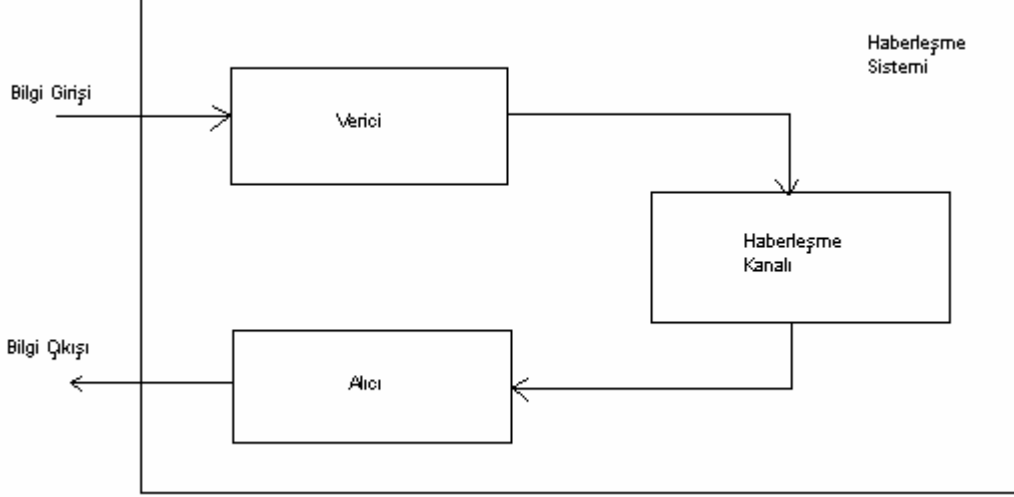 Haberleşme
Sistemi
Bilgi Girişi
Verici
Haberleşme
Kanalı
Bilgi Çıkışı
Alıcı